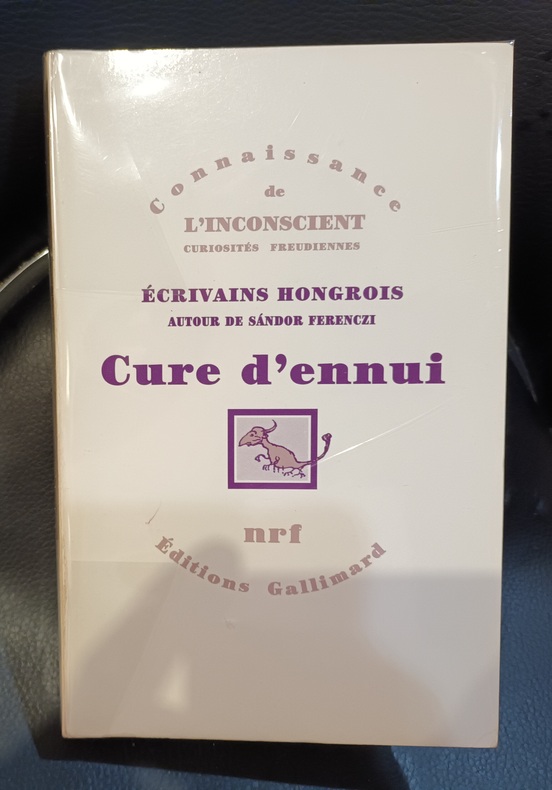 Connaissance
de
L'INCONSCIENT
CURIOSITÉS FREUDIENNES
ÉCRIVAINS HONGROIS
AUTOUR DE SÁNDOR FERENCZI
Cure d'ennui
nrf
Éditions Gallimard